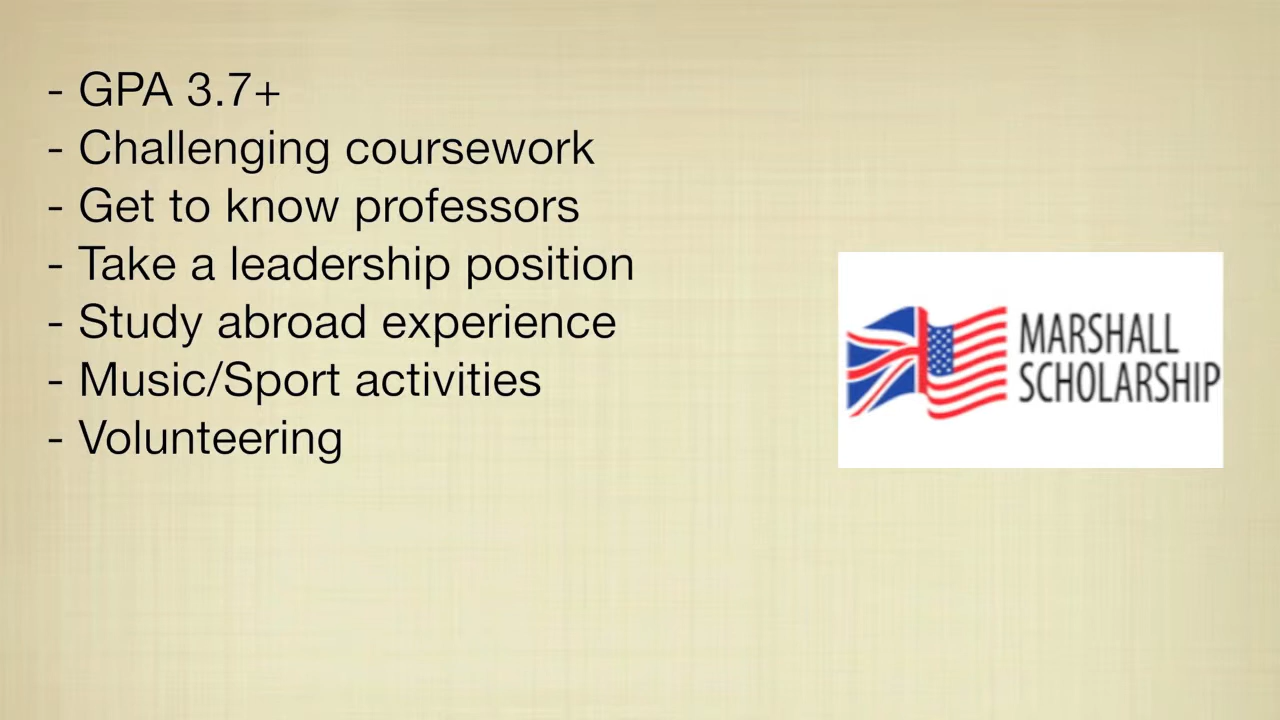 - GPA 3.7+
- Challenging coursework
- Get to know professors
- Take a leadership position
- Study abroad experience
- Music/Sport activities
- Volunteering
MARSHALL
SCHOLARSHIP